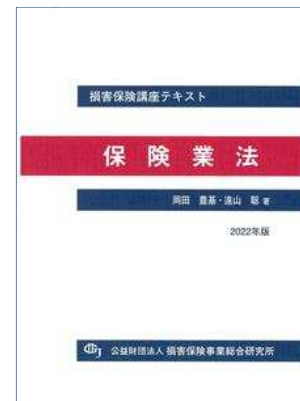 損害保険講座テキスト
保険業法
岡田 豊基・遠山 聡 著
2022年版
公益財団法人 損害保険事業総合研究所